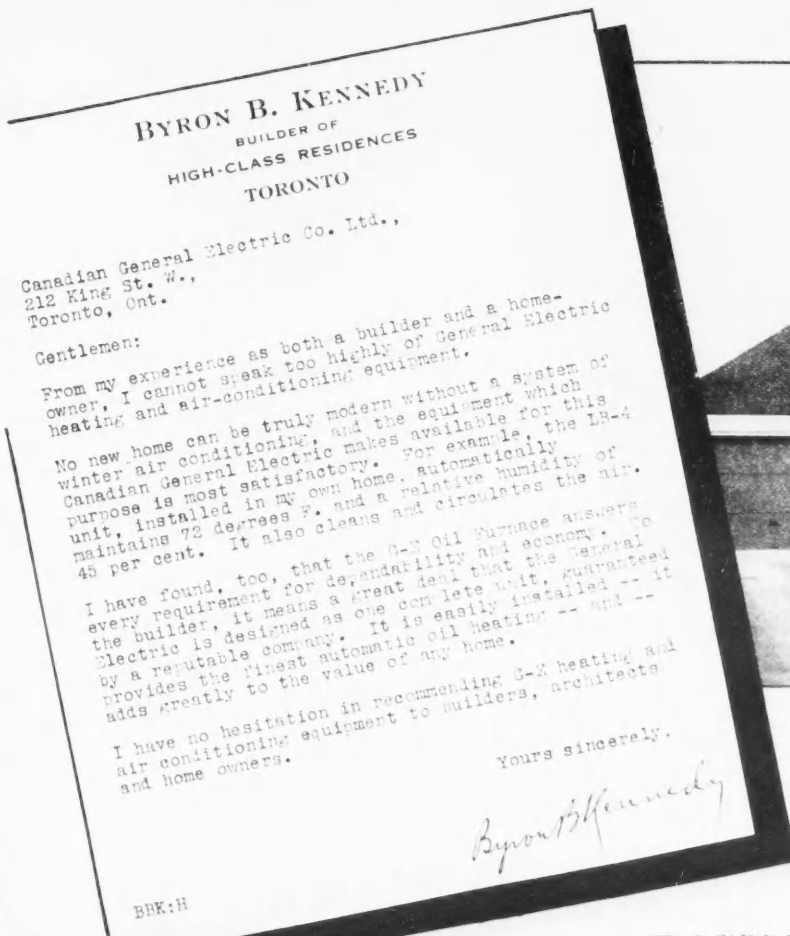 BYRON B. KENNEDY
BUILDER OF
HIGH-CLASS RESIDENCES
TORONTO
Canadian General Electric Co. Ltd.,
212 King St. W.,
Toronto, Ont.
Gentlemen:
From my experience as both a builder and a home-
owner, I cannot speak too highly of General Electric
heating and air-conditioning equipment.
No new home can be truly modern without a system of
winter air conditioning, and the equipment which
Canadian General Electric makes available for this
purpose is most satisfactory. For example, the LB-4
unit, installed in my own home, automatically
maintains 72 degrees F. and a relative humidity of
45 per cent. It also cleans and circulates the air.
I have found, too, that the G-E Oil Furnace answers
every requirement for dependability and economy. To
the builder, it means a great deal that the General
Electric is designed as one complete unit, guaranteed
by a reputable company. It is easily installed -- it
provides the finest automatic oil heating -- and --
adds greatly to the value of any home.
I have no hesitation in recommending G-E heating and
air conditioning equipment to builders, architects
and home owners.
Yours sincerely,
Byron B Kennedy
BBK:H